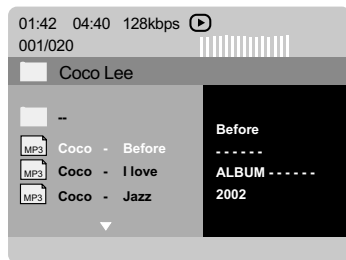 01:42 04:40 128kbps
001/020
Coco Lee
--
MP3 Coco - Before
MP3 Coco - I love
MP3 Coco - Jazz
Before
- - - - - -
ALBUM - - - - - -
2002